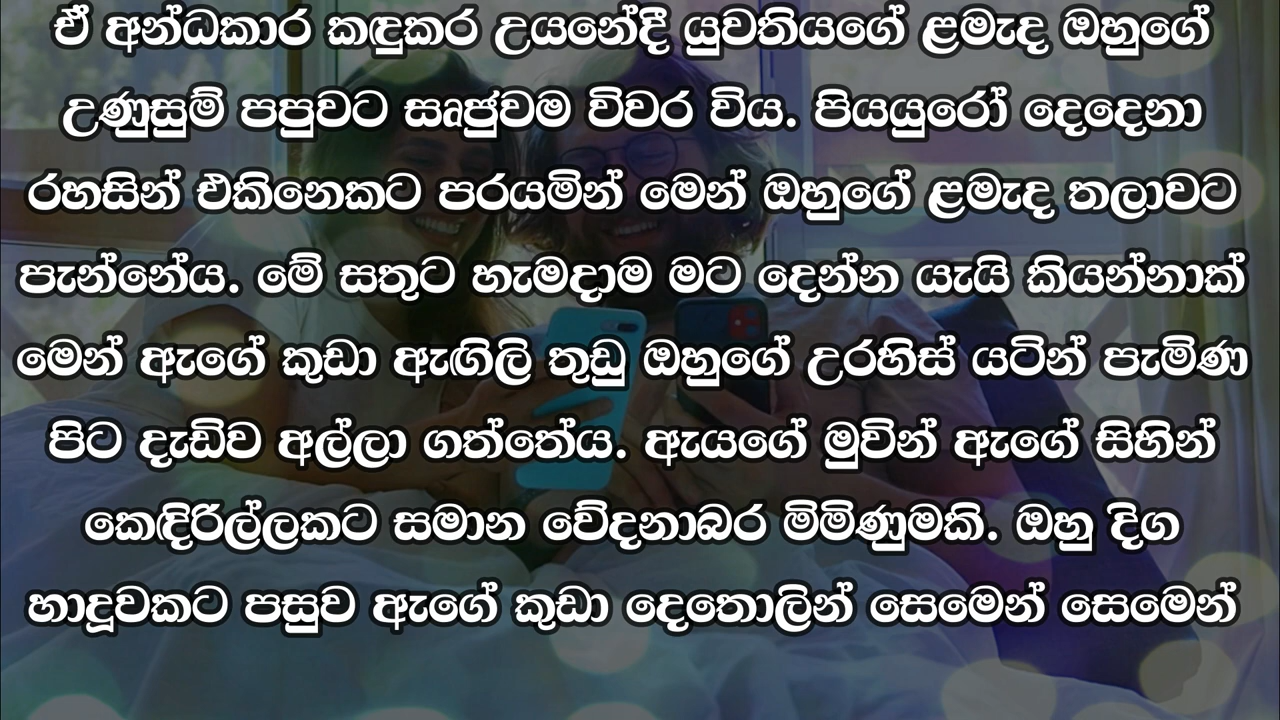 ඒ අන්ධකාර කඳුකර උයනේදී යුවතියගේ ළමැද ඔහුගේ
උණුසුම් පපුවට සෘජුවම විවර විය. පියයුරෝ දෙදෙනා
රහසින් එකිනෙකට පරයමින් මෙන් ඔහුගේ ළමැද තලාවට
පැන්නේය. මේ සතුට හැමදාම මට දෙන්න යැයි කියන්නාක්
මෙන් ඇගේ කුඩා ඇඟිලි තුඩු ඔහුගේ උරහිස් යටින් පැමිණ
පිට දැඩිව අල්ලා ගත්තේය. ඇයගේ මුවින් ඇගේ සිහින්
කෙඳිරිල්ලකට සමාන වේදනාබර මිමිණුමකි. ඔහු දිග
හාදූවකට පසුව ඇගේ කුඩා දෙතොලින් සෙමෙන් සෙමෙන්